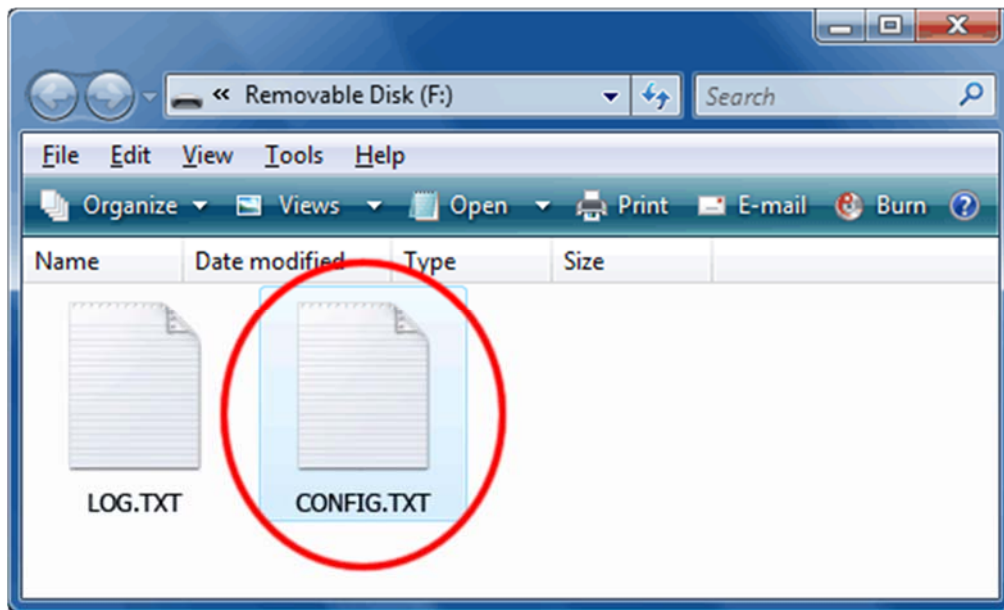 « Removable Disk (F:) Search
File Edit View Tools Help
Organize Views Open Print E-mail Burn ?
Name Date modified Type Size
LOG.TXT CONFIG.TXT